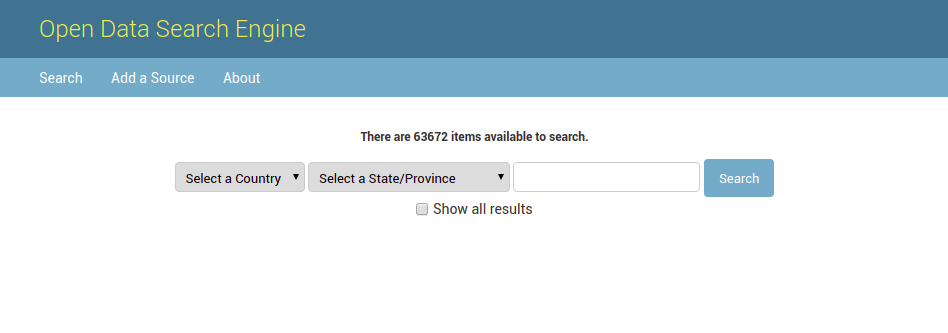 Open Data Search Engine
Search Add a Source About
There are 63672 items available to search.
Select a Country Select a State/Province Search
Show all results